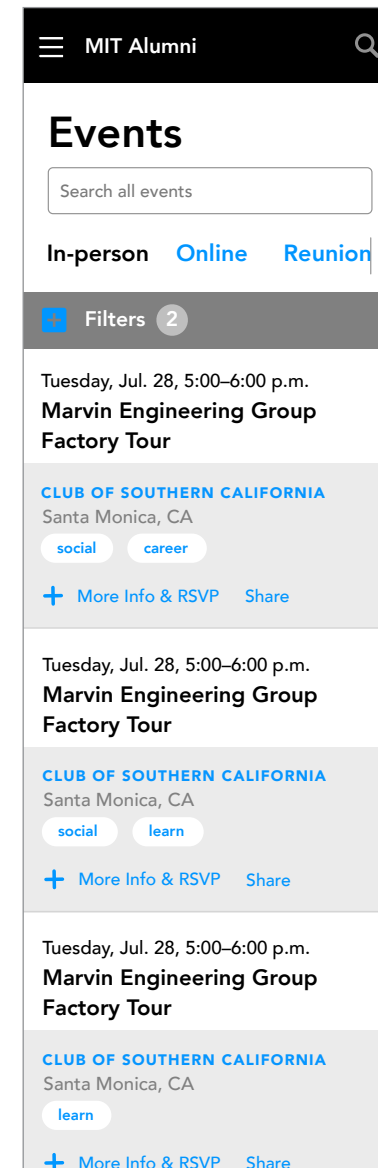 MIT Alumni
Events
Search all events
In-person Online Reunion
Filters 2
Tuesday, Jul. 28, 5:00–6:00 p.m.
Marvin Engineering Group
Factory Tour
CLUB OF SOUTHERN CALIFORNIA
Santa Monica, CA
social career
+ More Info & RSVP Share
Tuesday, Jul. 28, 5:00–6:00 p.m.
Marvin Engineering Group
Factory Tour
CLUB OF SOUTHERN CALIFORNIA
Santa Monica, CA
social learn
+ More Info & RSVP Share
Tuesday, Jul. 28, 5:00–6:00 p.m.
Marvin Engineering Group
Factory Tour
CLUB OF SOUTHERN CALIFORNIA
Santa Monica, CA
learn
+ More Info & RSVP Share